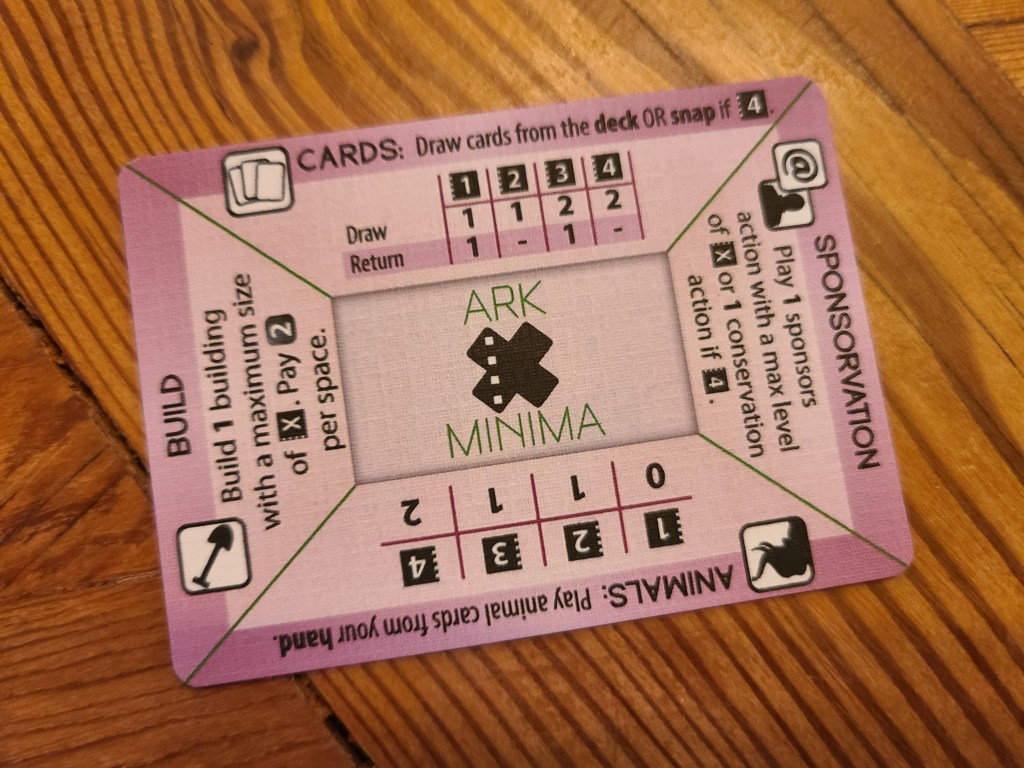 CARDS: Draw cards from the deck OR snap if 4.
1 2 3 4
Draw 1 1 2 2
Return 1 - 1 -
SPONSORVATION
Play 1 sponsors
action with a max level
of X or 1 conservation
action if 4.
ANIMALS: Play animal cards from your hand.
1 2 3 4
0 1 1 2
BUILD
Build 1 building
with a maximum size
of X. Pay 2
per space.
ARK
MINIMA